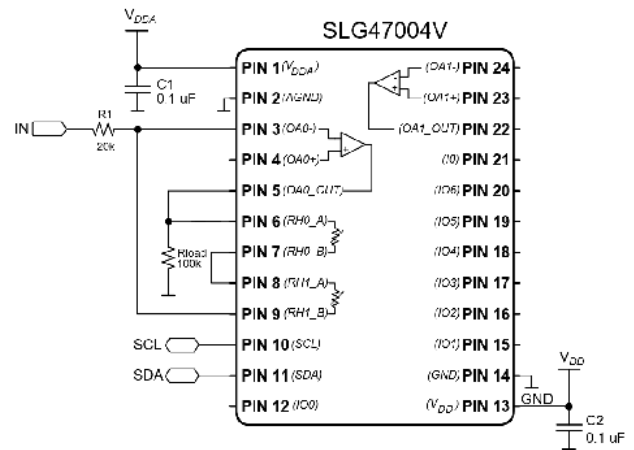 SLG47004V
VDDA
C1
0.1 uF
R1
20k
IN
PIN 1 (VDDA)
PIN 2 (AGND)
PIN 3 (OA0-)
PIN 4 (OA0+)
PIN 5 (OA0_OUT)
PIN 6 (RH0_A)
PIN 7 (RH0_B)
PIN 8 (RH1_A)
PIN 9 (RH1_B)
PIN 10 (SCL)
PIN 11 (SDA)
PIN 12 (IO0)
Rload
100k
SCL
SDA
(OA1-) PIN 24
(OA1+) PIN 23
(OA1_OUT) PIN 22
(I0) PIN 21
(IO6) PIN 20
(IO5) PIN 19
(IO4) PIN 18
(IO3) PIN 17
(IO2) PIN 16
(IO1) PIN 15
(GND) PIN 14
(VDD) PIN 13
GND
VDD
C2
0.1 uF